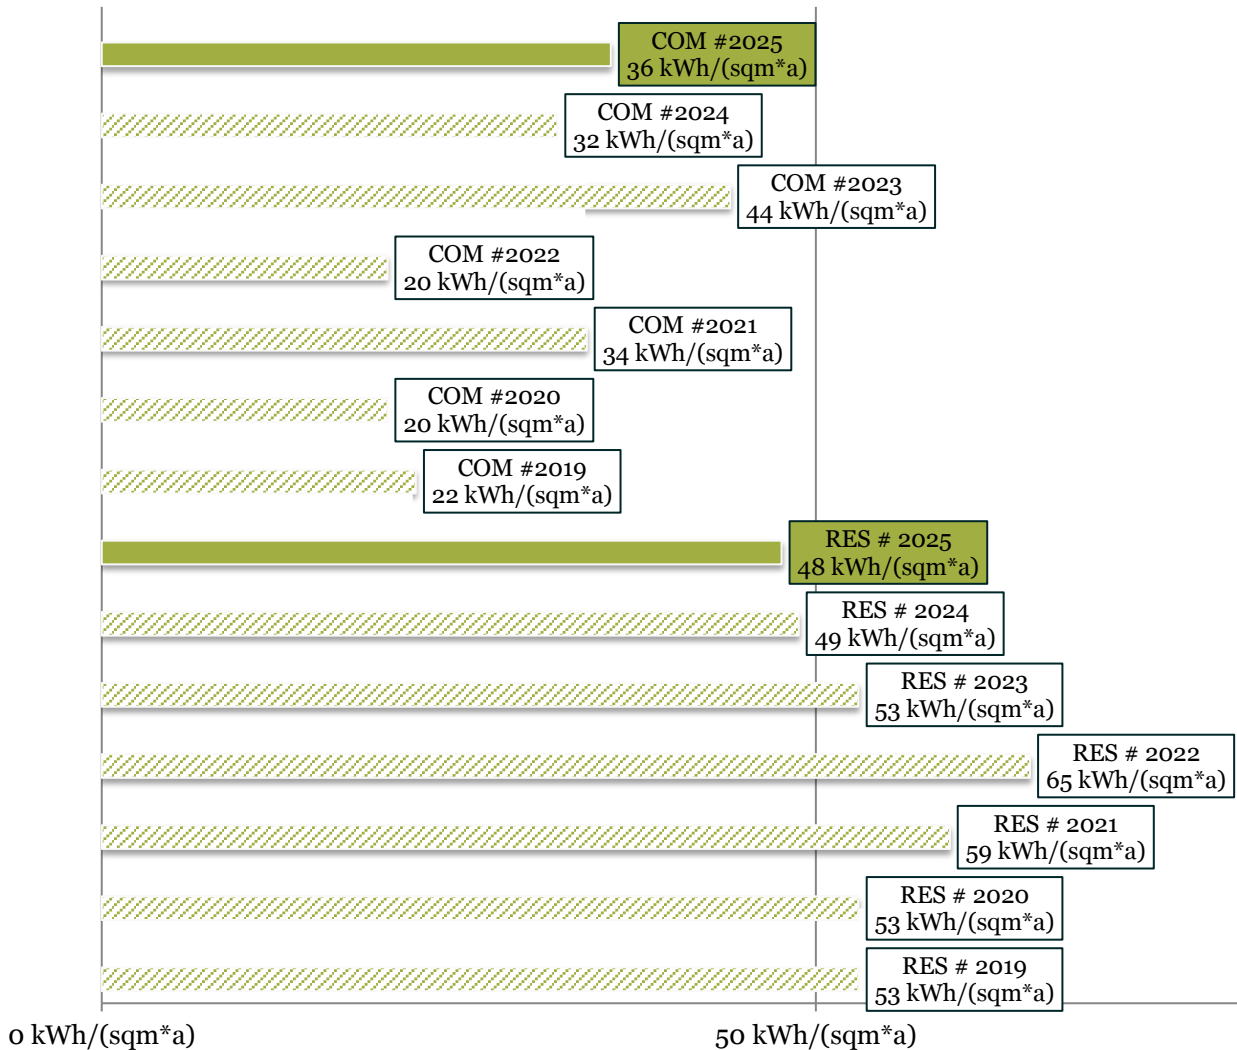 COM #2025
36 kWh/(sqm*a)
COM #2024
32 kWh/(sqm*a)
COM #2023
44 kWh/(sqm*a)
COM #2022
20 kWh/(sqm*a)
COM #2021
34 kWh/(sqm*a)
COM #2020
20 kWh/(sqm*a)
COM #2019
22 kWh/(sqm*a)
RES # 2025
48 kWh/(sqm*a)
RES # 2024
49 kWh/(sqm*a)
RES # 2023
53 kWh/(sqm*a)
RES # 2022
65 kWh/(sqm*a)
RES # 2021
59 kWh/(sqm*a)
RES # 2020
53 kWh/(sqm*a)
RES # 2019
53 kWh/(sqm*a)
0 kWh/(sqm*a)
50 kWh/(sqm*a)